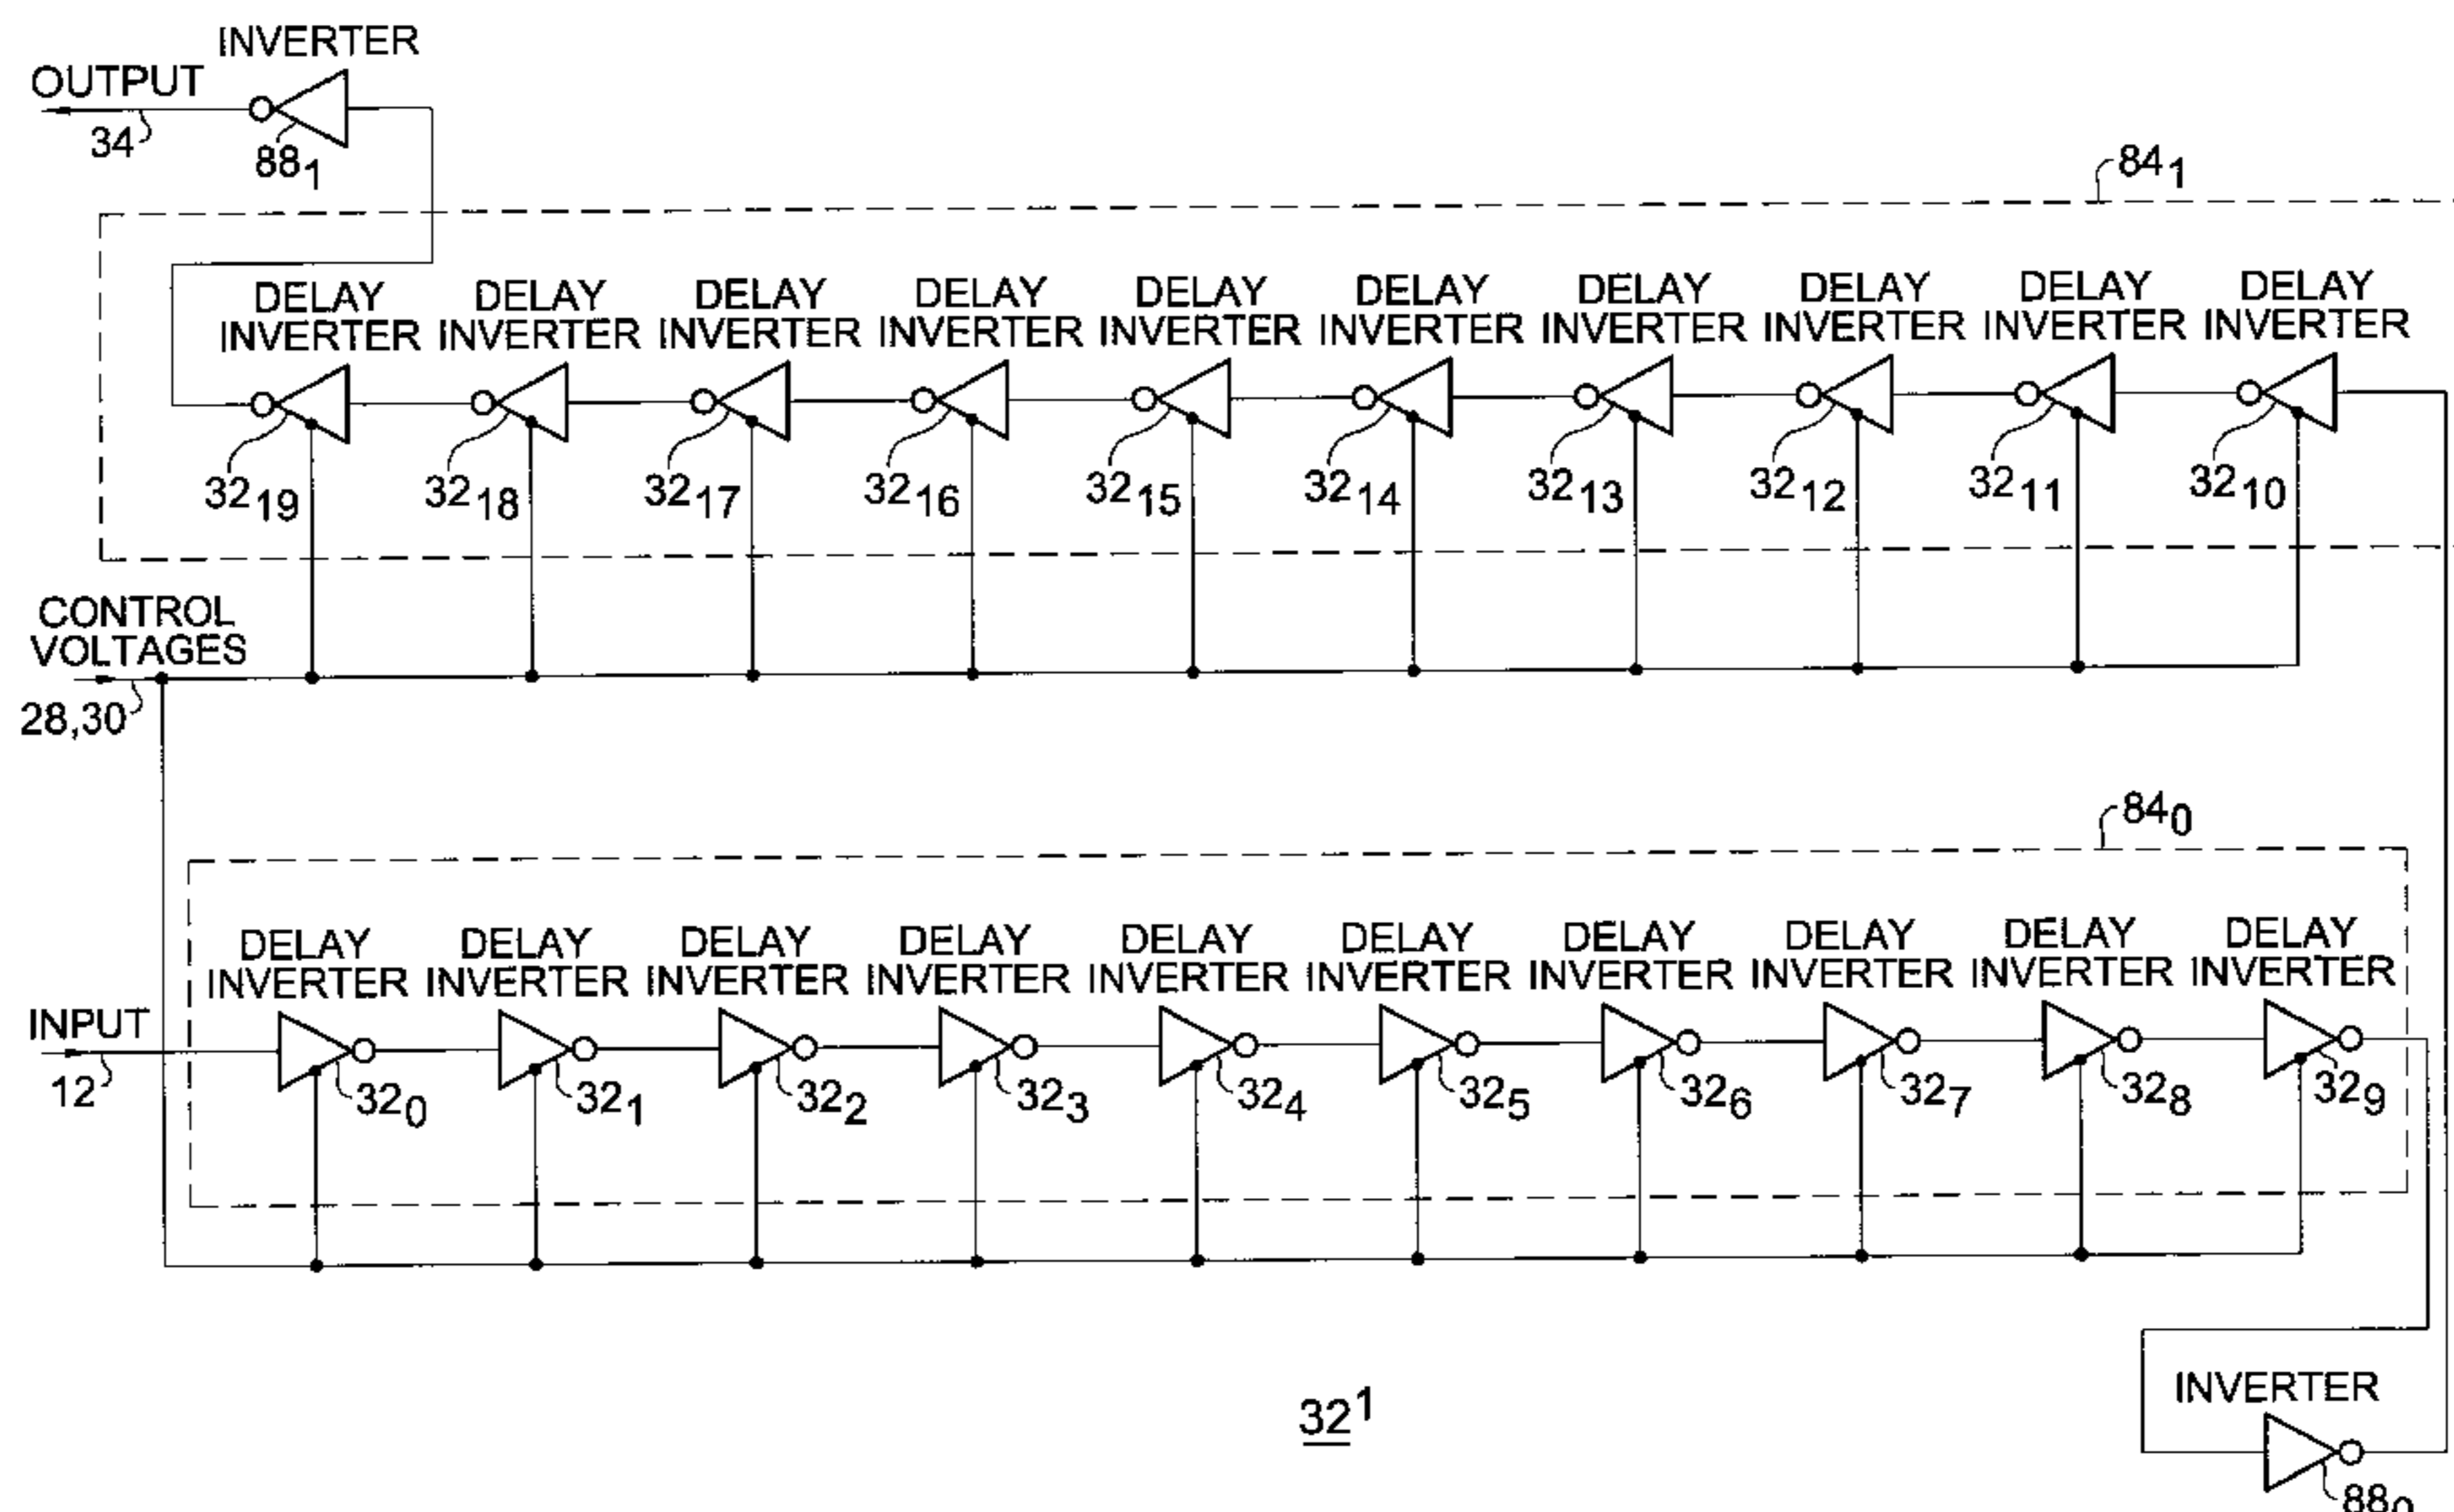 INVERTER
OUTPUT
34
88₁
84₁
DELAY DELAY DELAY DELAY DELAY DELAY DELAY DELAY DELAY DELAY
INVERTER INVERTER INVERTER INVERTER INVERTER INVERTER INVERTER INVERTER INVERTER INVERTER
32₁₉ 32₁₈ 32₁₇ 32₁₆ 32₁₅ 32₁₄ 32₁₃ 32₁₂ 32₁₁ 32₁₀
CONTROL
VOLTAGES
28,30
84₀
DELAY DELAY DELAY DELAY DELAY DELAY DELAY DELAY DELAY DELAY
INVERTER INVERTER INVERTER INVERTER INVERTER INVERTER INVERTER INVERTER INVERTER INVERTER
INPUT
12
32₀ 32₁ 32₂ 32₃ 32₄ 32₅ 32₆ 32₇ 32₈ 32₉
32¹
INVERTER
88₀